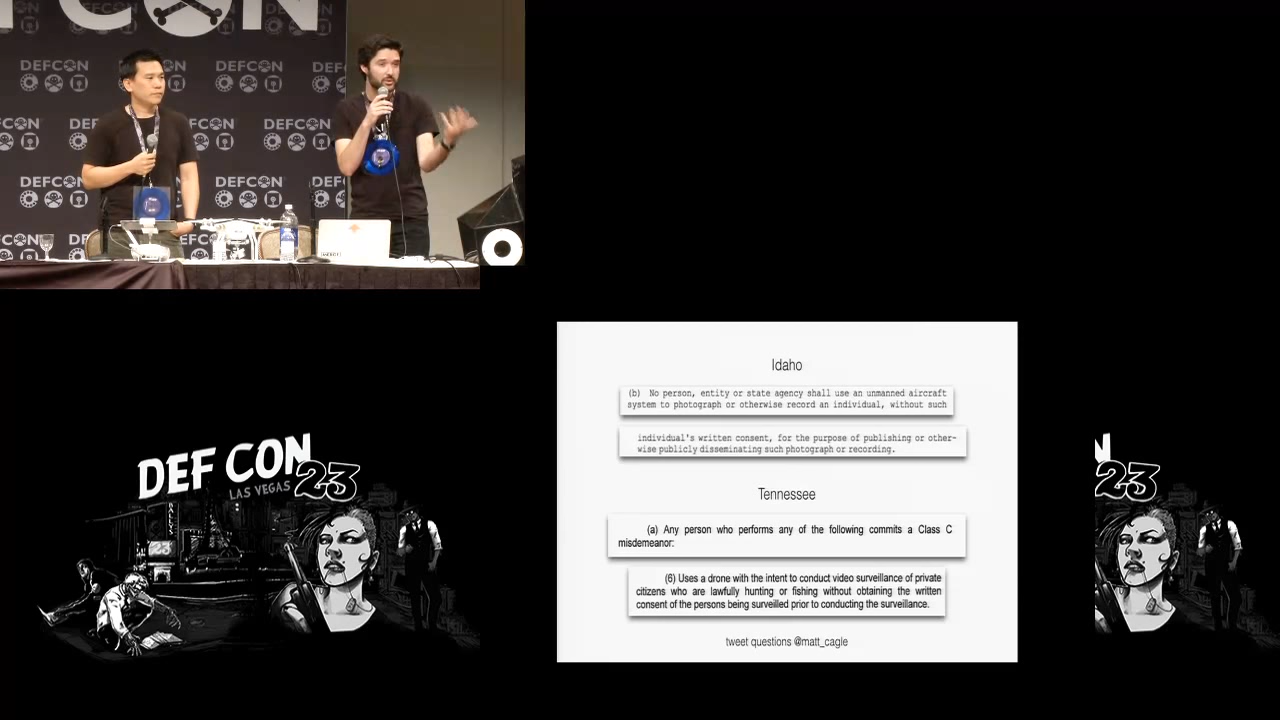 DEFCON
DEFCON
DEFCON
DEFCON
DEFCON
DEFCON
DEFCON
DEF CON
23
LAS VEGAS
BALLY'S
23
Idaho
(b) No person, entity or state agency shall use an unmanned aircraft
system to photograph or otherwise record an individual, without such
individual's written consent, for the purpose of publishing or other-
wise publicly disseminating such photograph or recording.
Tennessee
(a) Any person who performs any of the following commits a Class C
misdemeanor:
(6) Uses a drone with the intent to conduct video surveillance of private
citizens who are lawfully hunting or fishing without obtaining the written
consent of the persons being surveilled prior to conducting the surveillance.
tweet questions @matt_cagle
N
23